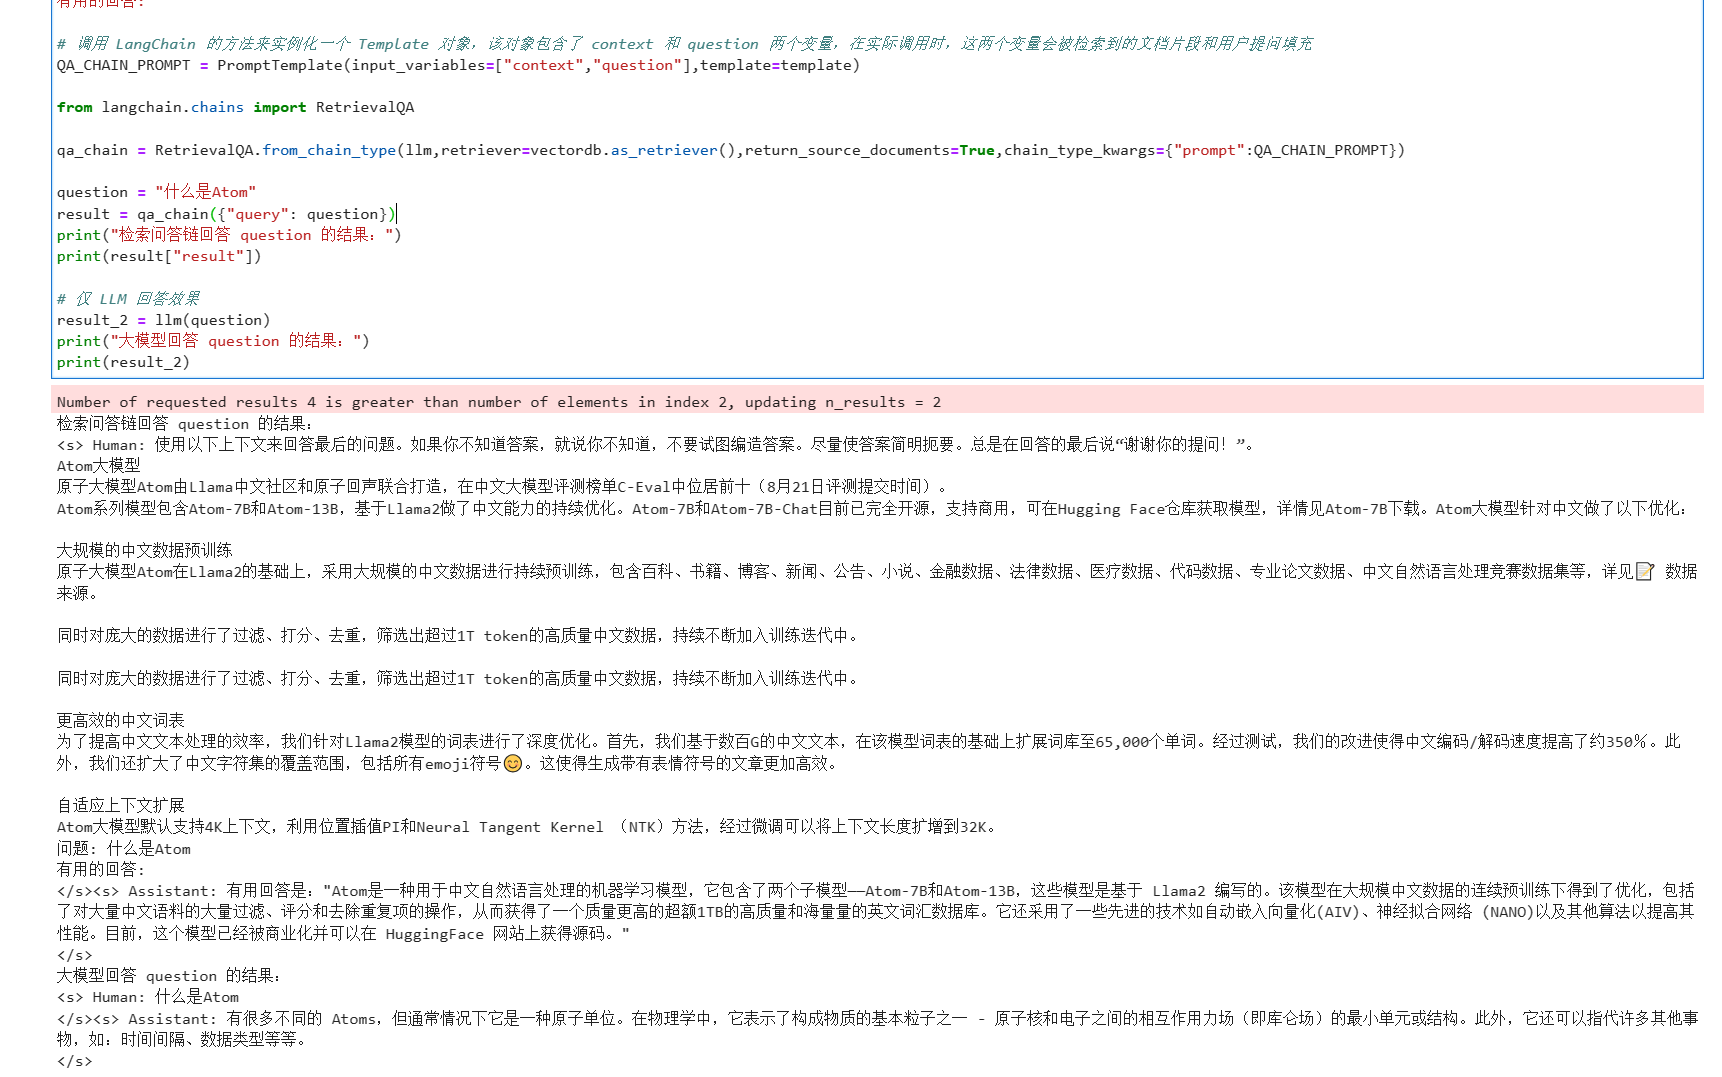 有用的回答:
# 调用 LangChain 的方法来实例化一个 Template 对象，该对象包含了 context 和 question 两个变量，在实际调用时，这两个变量会被检索到的文档片段和用户提问填充
QA_CHAIN_PROMPT = PromptTemplate(input_variables=["context","question"],template=template)
from langchain.chains import RetrievalQA
qa_chain = RetrievalQA.from_chain_type(llm,retriever=vectordb.as_retriever(),return_source_documents=True,chain_type_kwargs={"prompt":QA_CHAIN_PROMPT})
question = "什么是Atom"
result = qa_chain({"query": question})
print("检索问答链回答 question 的结果：")
print(result["result"])
# 仅 LLM 回答效果
result_2 = llm(question)
print("大模型回答 question 的结果：")
print(result_2)
Number of requested results 4 is greater than number of elements in index 2, updating n_results = 2
检索问答链回答 question 的结果：
<s> Human: 使用以下上下文来回答最后的问题。如果你不知道答案，就说你不知道，不要试图编造答案。尽量使答案简明扼要。总是在回答的最后说“谢谢你的提问！”。
Atom大模型
原子大模型Atom由Llama中文社区和原子回声联合打造，在中文大模型评测榜单C-Eval中位居前十（8月21日评测提交时间）。
Atom系列模型包含Atom-7B和Atom-13B，基于Llama2做了中文能力的持续优化。Atom-7B和Atom-7B-Chat目前已完全开源，支持商用，可在Hugging Face仓库获取模型，详情见Atom-7B下载。Atom大模型针对中文做了以下优化：
大规模的中文数据预训练
原子大模型Atom在Llama2的基础上，采用大规模的中文数据进行持续预训练，包含百科、书籍、博客、新闻、公告、小说、金融数据、法律数据、医疗数据、代码数据、专业论文数据、中文自然语言处理竞赛数据集等，详见📝 数据
来源。
同时对庞大的数据进行了过滤、打分、去重，筛选出超过1T token的高质量中文数据，持续不断加入训练迭代中。
同时对庞大的数据进行了过滤、打分、去重，筛选出超过1T token的高质量中文数据，持续不断加入训练迭代中。
更高效的中文词表
为了提高中文文本处理的效率，我们针对Llama2模型的词表进行了深度优化。首先，我们基于数百G的中文文本，在该模型词表的基础上扩展词库至65,000个单词。经过测试，我们的改进使得中文编码/解码速度提高了约350％。此
外，我们还扩大了中文字符集的覆盖范围，包括所有emoji符号😊。这使得生成带有表情符号的文章更加高效。
自适应上下文扩展
Atom大模型默认支持4K上下文，利用位置插值PI和Neural Tangent Kernel （NTK）方法，经过微调可以将上下文长度扩增到32K。
问题: 什么是Atom
有用的回答:
</s><s> Assistant: 有用回答是："Atom是一种用于中文自然语言处理的机器学习模型，它包含了两个子模型——Atom-7B和Atom-13B，这些模型是基于 Llama2 编写的。该模型在大规模中文数据的连续预训练下得到了优化，包括
了对大量中文语料的大量过滤、评分和去除重复项的操作，从而获得了一个质量更高的超额1TB的高质量和海量量的英文词汇数据库。它还采用了一些先进的技术如自动嵌入向量化(AIV)、神经拟合网络 (NANO)以及其他算法以提高其
性能。目前，这个模型已经被商业化并可以在 HuggingFace 网站上获得源码。"
</s>
大模型回答 question 的结果：
<s> Human: 什么是Atom
</s><s> Assistant: 有很多不同的 Atoms，但通常情况下它是一种原子单位。在物理学中，它表示了构成物质的基本粒子之一 - 原子核和电子之间的相互作用力场（即库仑场）的最小单元或结构。此外，它还可以指代许多其他事
物，如：时间间隔、数据类型等等。
</s>